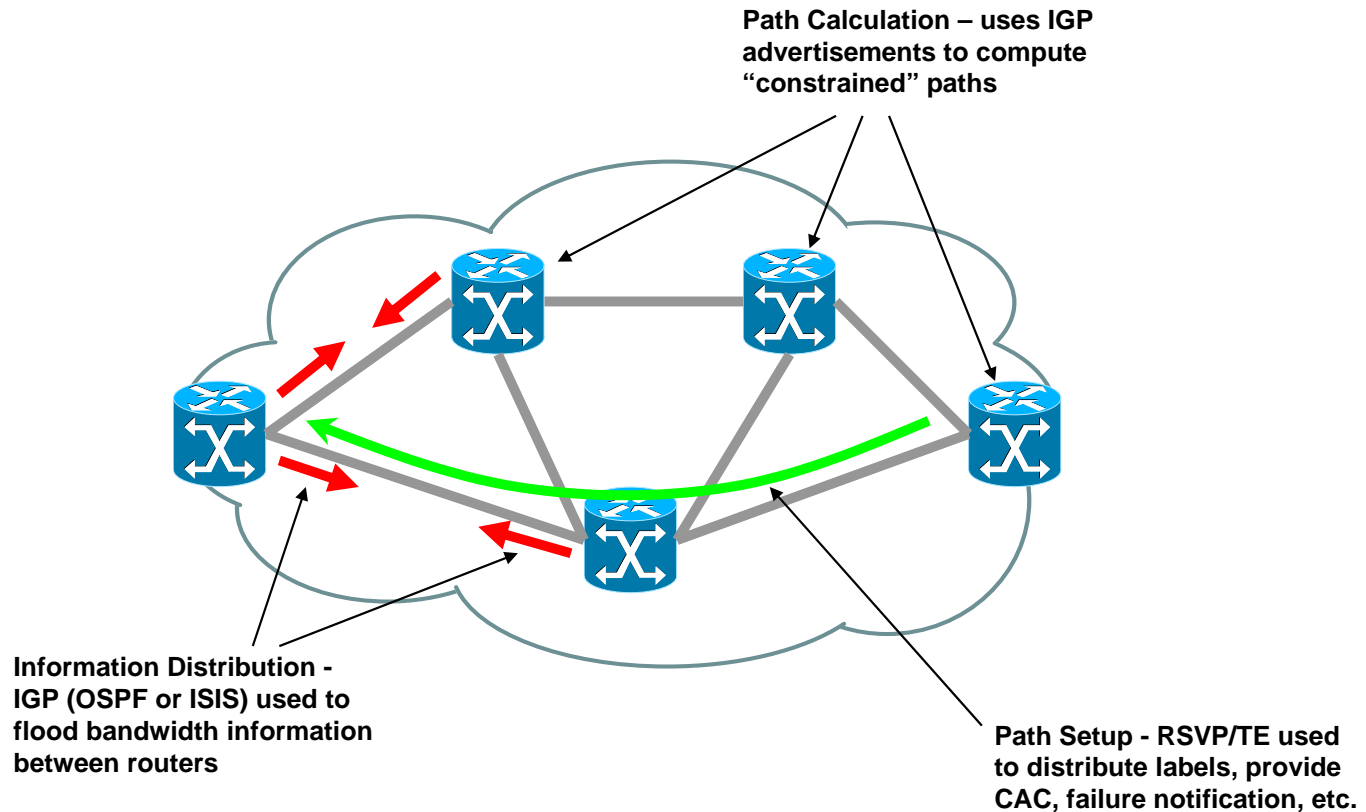 Path Calculation – uses IGP
advertisements to compute
“constrained” paths
Information Distribution -
IGP (OSPF or ISIS) used to
flood bandwidth information
between routers
Path Setup - RSVP/TE used
to distribute labels, provide
CAC, failure notification, etc.